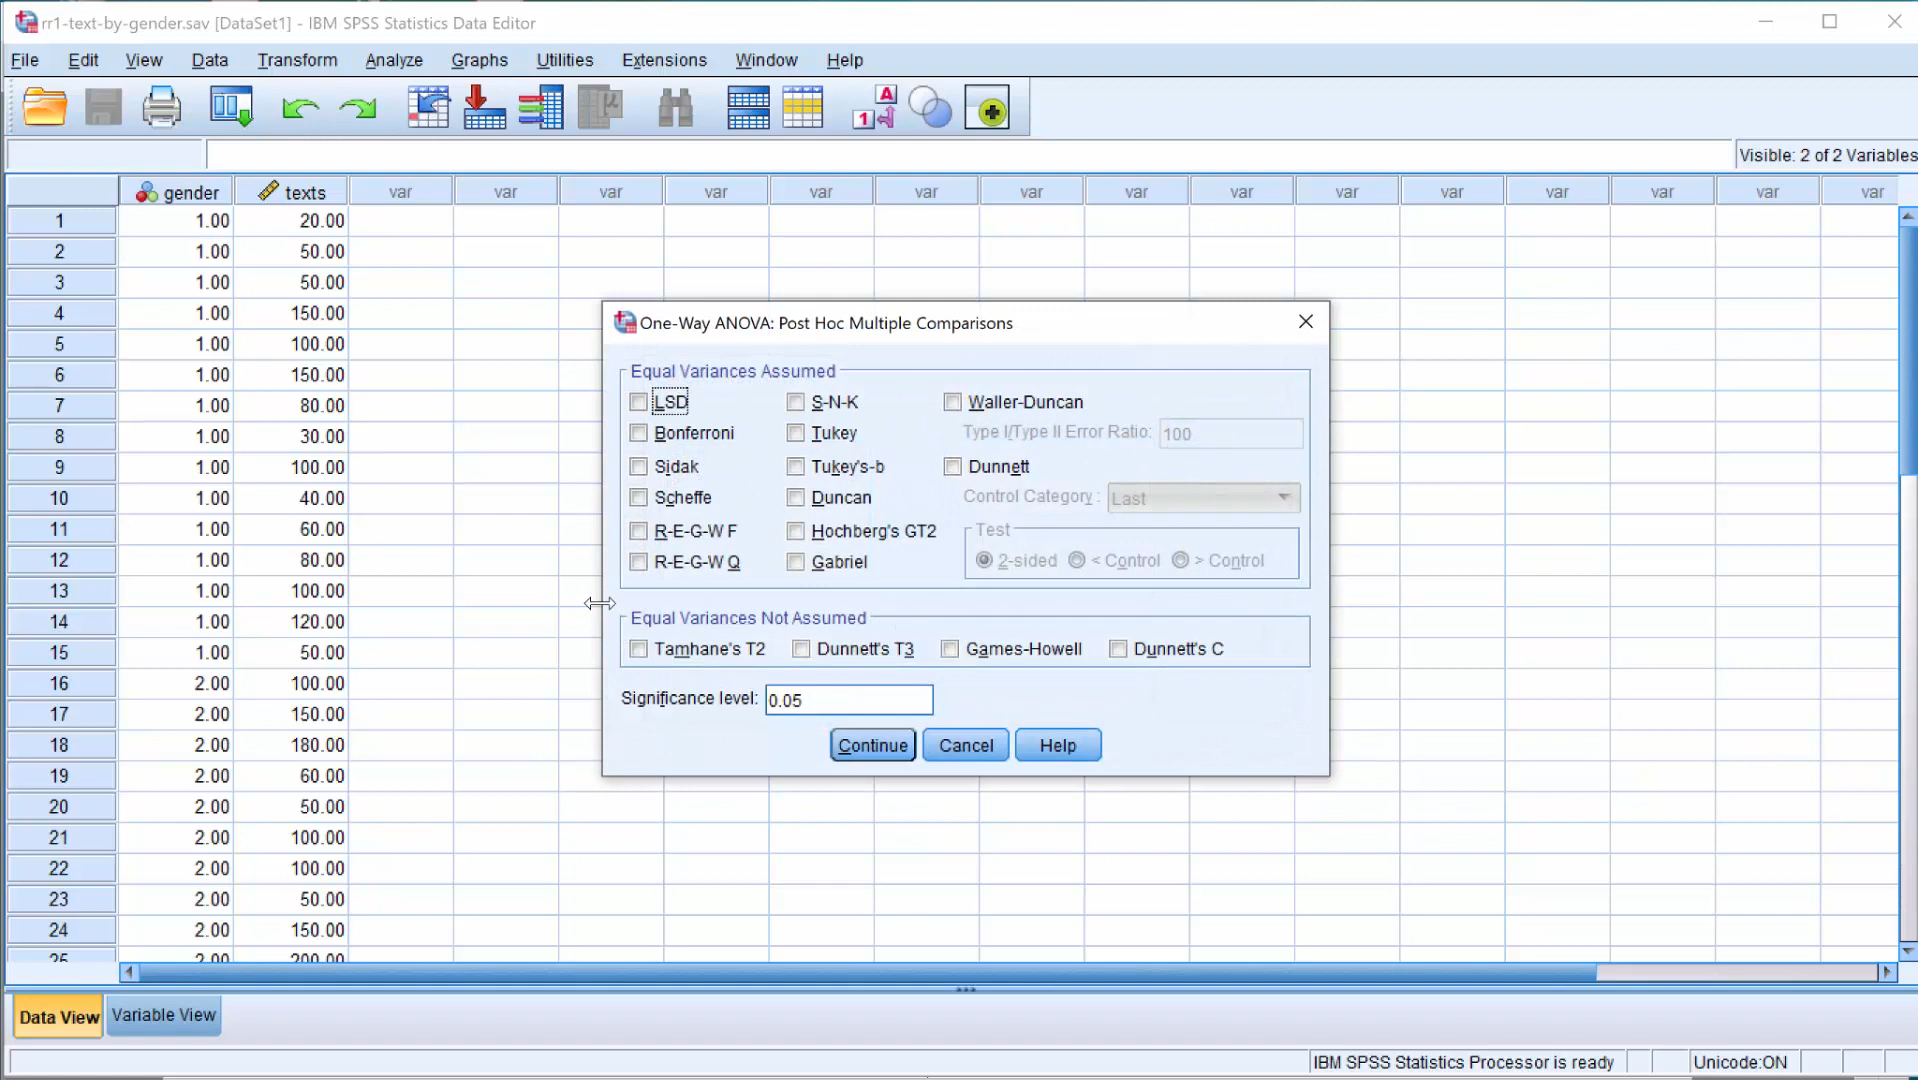 rr1-text-by-gender.sav [DataSet1] - IBM SPSS Statistics Data Editor
File Edit View Data Transform Analyze Graphs Utilities Extensions Window Help
Visible: 2 of 2 Variables
gender texts var var var var var var var var var var var var var var var
1 1.00 20.00
2 1.00 50.00
3 1.00 50.00
4 1.00 150.00
5 1.00 100.00
6 1.00 150.00
7 1.00 80.00
8 1.00 30.00
9 1.00 100.00
10 1.00 40.00
11 1.00 60.00
12 1.00 80.00
13 1.00 100.00
14 1.00 120.00
15 1.00 50.00
16 2.00 100.00
17 2.00 150.00
18 2.00 180.00
19 2.00 60.00
20 2.00 50.00
21 2.00 100.00
22 2.00 100.00
23 2.00 50.00
24 2.00 150.00
25 2.00 200.00
One-Way ANOVA: Post Hoc Multiple Comparisons
Equal Variances Assumed
LSD S-N-K Waller-Duncan
Bonferroni Tukey Type I/Type II Error Ratio: 100
Sidak Tukey's-b Dunnett
Scheffe Duncan Control Category : Last
R-E-G-W F Hochberg's GT2 Test
R-E-G-W Q Gabriel 2-sided < Control > Control
Equal Variances Not Assumed
Tamhane's T2 Dunnett's T3 Games-Howell Dunnett's C
Significance level: 0.05
Continue Cancel Help
Data View Variable View
IBM SPSS Statistics Processor is ready Unicode:ON